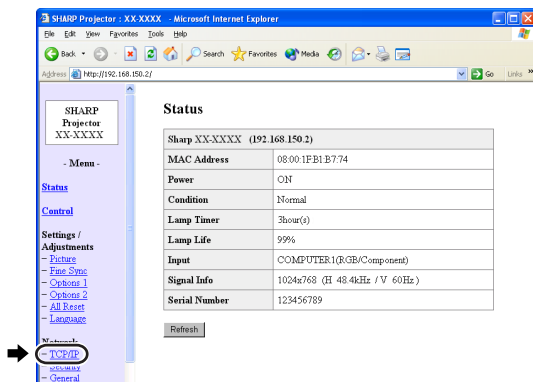 SHARP Projector : XX-XXXX - Microsoft Internet Explorer
File Edit View Favorites Tools Help
Back Search Favorites Media
Address http://192.168.150.2/ Go Links »
SHARP
Projector
XX-XXXX
- Menu -
Status
Control
Settings /
Adjustments
– Picture
– Fine Sync
– Options 1
– Options 2
– All Reset
– Language
Network
– TCP/IP
– Security
– General
Status
Sharp XX-XXXX (192.168.150.2)
MAC Address 08:00:1F:B1:B7:74
Power ON
Condition Normal
Lamp Timer 3hour(s)
Lamp Life 99%
Input COMPUTER1(RGB/Component)
Signal Info 1024x768 (H 48.4kHz / V 60Hz )
Serial Number 123456789
Refresh